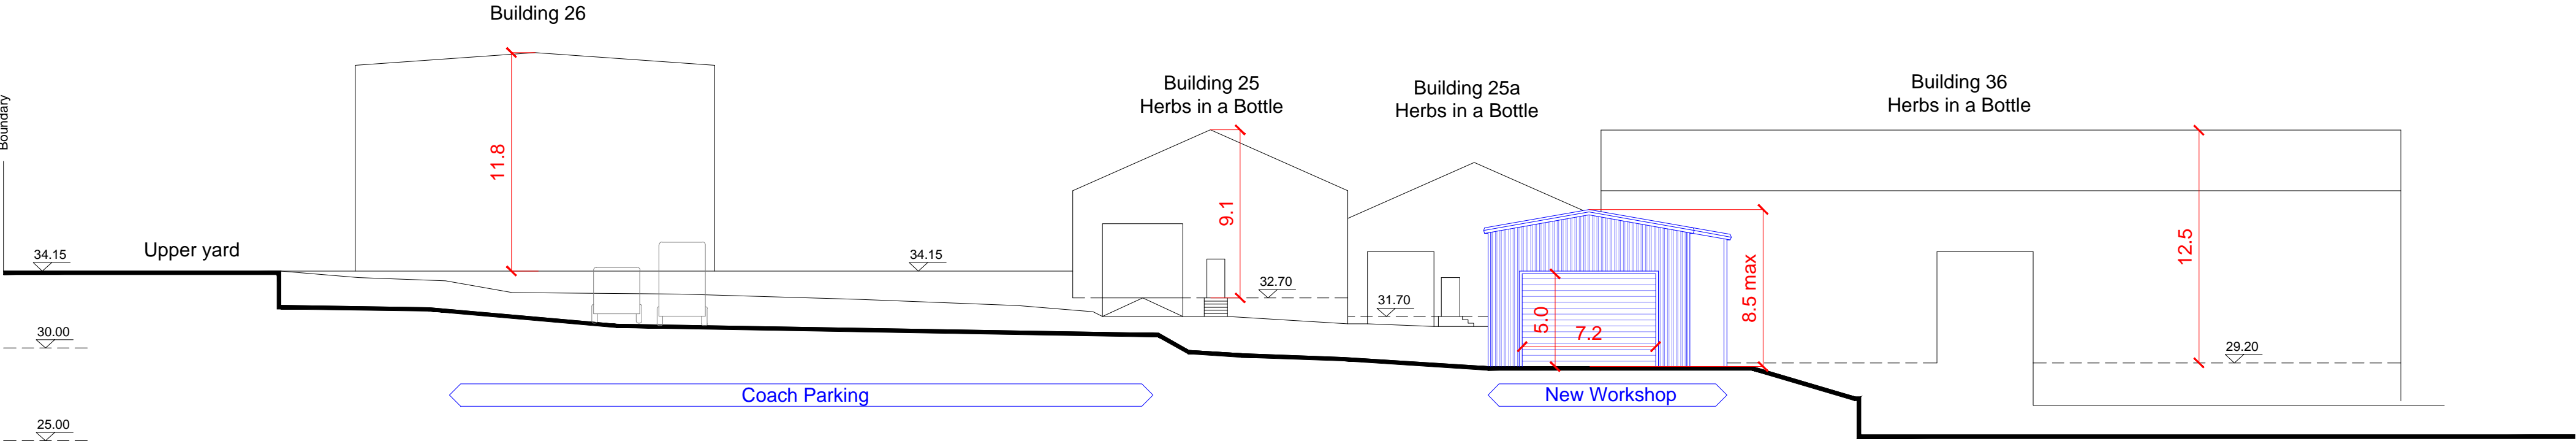 Building 26
Boundary
Building 25
Herbs in a Bottle
Building 25a
Herbs in a Bottle
Building 36
Herbs in a Bottle
11.8
9.1
8.5 max
12.5
5.0
7.2
Upper yard
34.15
34.15
32.70
31.70
30.00
29.20
25.00
Coach Parking
New Workshop